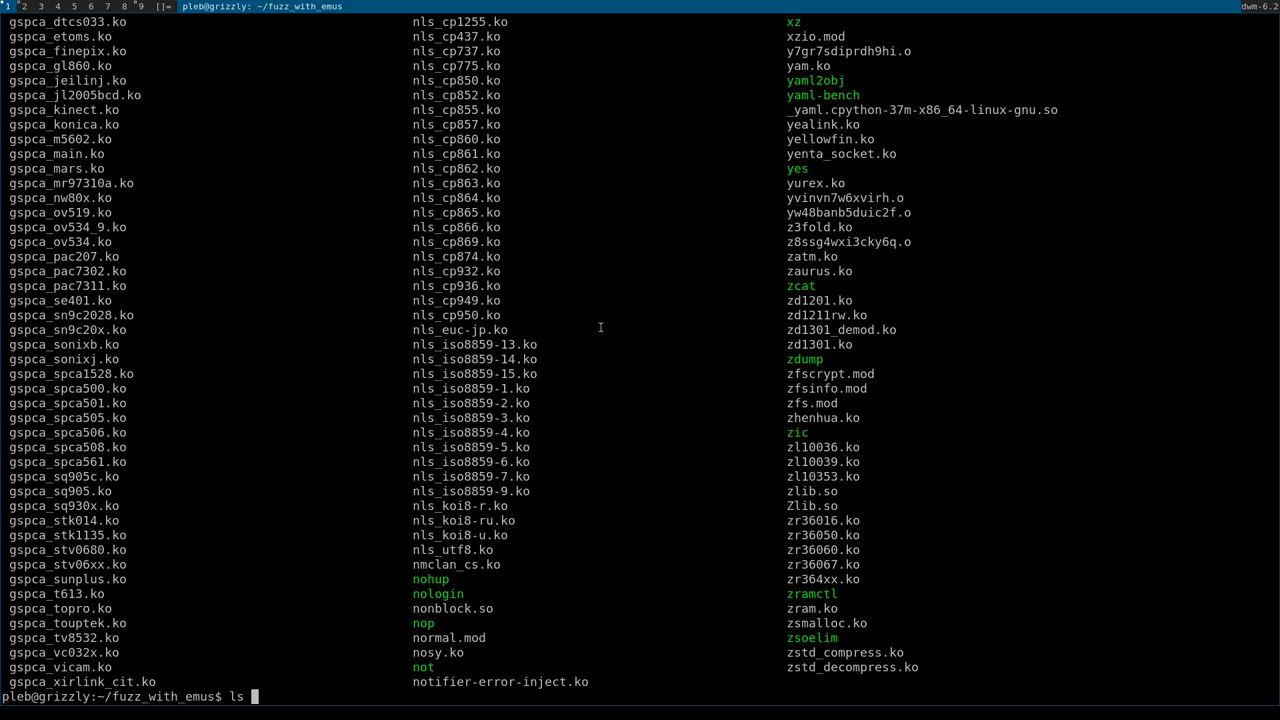 1 2 3 4 5 6 7 8 9 []= pleb@grizzly: ~/fuzz_with_emus dwm-6.2
gspca_dtcs033.ko nls_cp1255.ko xz
gspca_etoms.ko nls_cp437.ko xzio.mod
gspca_finepix.ko nls_cp737.ko y7gr7sdiprdh9hi.o
gspca_gl860.ko nls_cp775.ko yam.ko
gspca_jeilinj.ko nls_cp850.ko yaml2obj
gspca_jl2005bcd.ko nls_cp852.ko yaml-bench
gspca_kinect.ko nls_cp855.ko _yaml.cpython-37m-x86_64-linux-gnu.so
gspca_konica.ko nls_cp857.ko yealink.ko
gspca_m5602.ko nls_cp860.ko yellowfin.ko
gspca_main.ko nls_cp861.ko yenta_socket.ko
gspca_mars.ko nls_cp862.ko yes
gspca_mr97310a.ko nls_cp863.ko yurex.ko
gspca_nw80x.ko nls_cp864.ko yvinvn7w6xvirh.o
gspca_ov519.ko nls_cp865.ko yw48banb5duic2f.o
gspca_ov534_9.ko nls_cp866.ko z3fold.ko
gspca_ov534.ko nls_cp869.ko z8ssg4wxi3cky6q.o
gspca_pac207.ko nls_cp874.ko zatm.ko
gspca_pac7302.ko nls_cp932.ko zaurus.ko
gspca_pac7311.ko nls_cp936.ko zcat
gspca_se401.ko nls_cp949.ko zd1201.ko
gspca_sn9c2028.ko nls_cp950.ko zd1211rw.ko
gspca_sn9c20x.ko nls_euc-jp.ko zd1301_demod.ko
gspca_sonixb.ko nls_iso8859-13.ko zd1301.ko
gspca_sonixj.ko nls_iso8859-14.ko zdump
gspca_spca1528.ko nls_iso8859-15.ko zfscrypt.mod
gspca_spca500.ko nls_iso8859-1.ko zfsinfo.mod
gspca_spca501.ko nls_iso8859-2.ko zfs.mod
gspca_spca505.ko nls_iso8859-3.ko zhenhua.ko
gspca_spca506.ko nls_iso8859-4.ko zic
gspca_spca508.ko nls_iso8859-5.ko zl10036.ko
gspca_spca561.ko nls_iso8859-6.ko zl10039.ko
gspca_sq905c.ko nls_iso8859-7.ko zl10353.ko
gspca_sq905.ko nls_iso8859-9.ko zlib.so
gspca_sq930x.ko nls_koi8-r.ko Zlib.so
gspca_stk014.ko nls_koi8-ru.ko zr36016.ko
gspca_stk1135.ko nls_koi8-u.ko zr36050.ko
gspca_stv0680.ko nls_utf8.ko zr36060.ko
gspca_stv06xx.ko nmclan_cs.ko zr36067.ko
gspca_sunplus.ko nohup zr364xx.ko
gspca_t613.ko nologin zramctl
gspca_topro.ko nonblock.so zram.ko
gspca_touptek.ko nop zsmalloc.ko
gspca_tv8532.ko normal.mod zsoelim
gspca_vc032x.ko nosy.ko zstd_compress.ko
gspca_vicam.ko not zstd_decompress.ko
gspca_xirlink_cit.ko notifier-error-inject.ko
pleb@grizzly:~/fuzz_with_emus$ ls